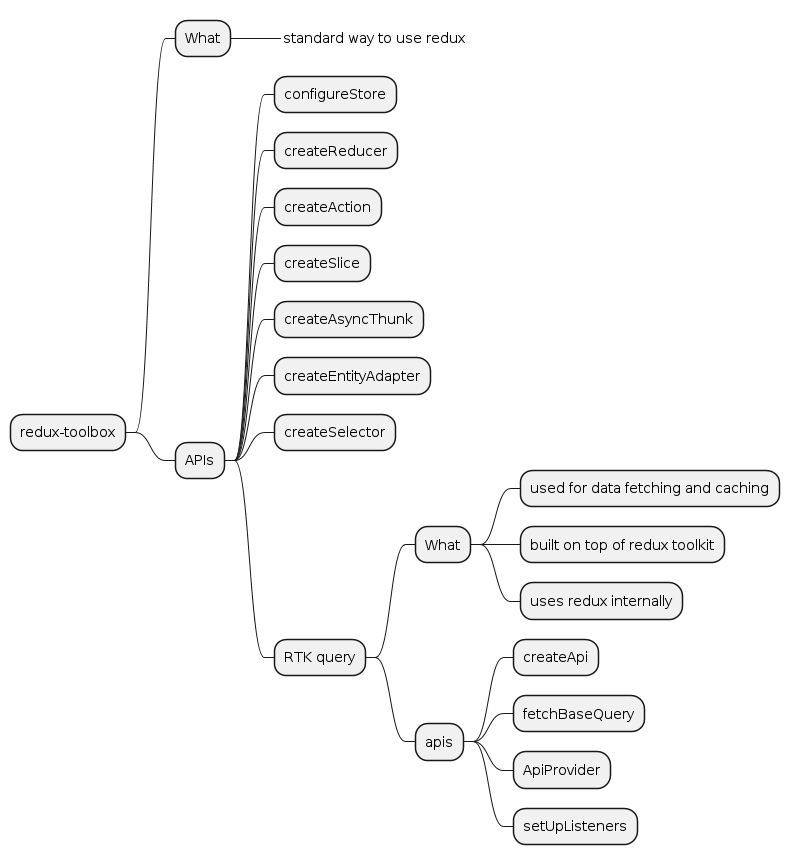 What
standard way to use redux
configureStore
createReducer
createAction
createSlice
createAsyncThunk
createEntityAdapter
redux-toolbox
createSelector
APIs
used for data fetching and caching
What
built on top of redux toolkit
uses redux internally
RTK query
createApi
fetchBaseQuery
apis
ApiProvider
setUpListeners